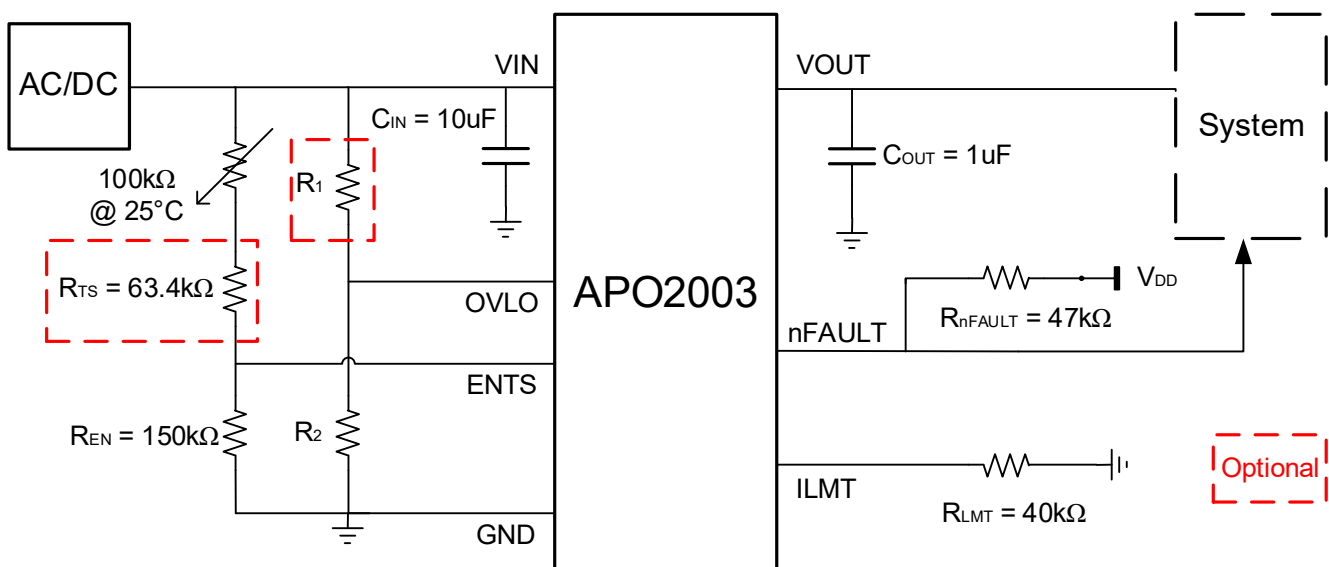 AC/DC
VIN
CIN = 10uF
100kΩ
@ 25°C
R1
RTS = 63.4kΩ
OVLO
ENTS
REN = 150kΩ
R2
GND
APO2003
VOUT
System
COUT = 1uF
VDD
RnFAULT = 47kΩ
nFAULT
ILMT
RLMT = 40kΩ
Optional